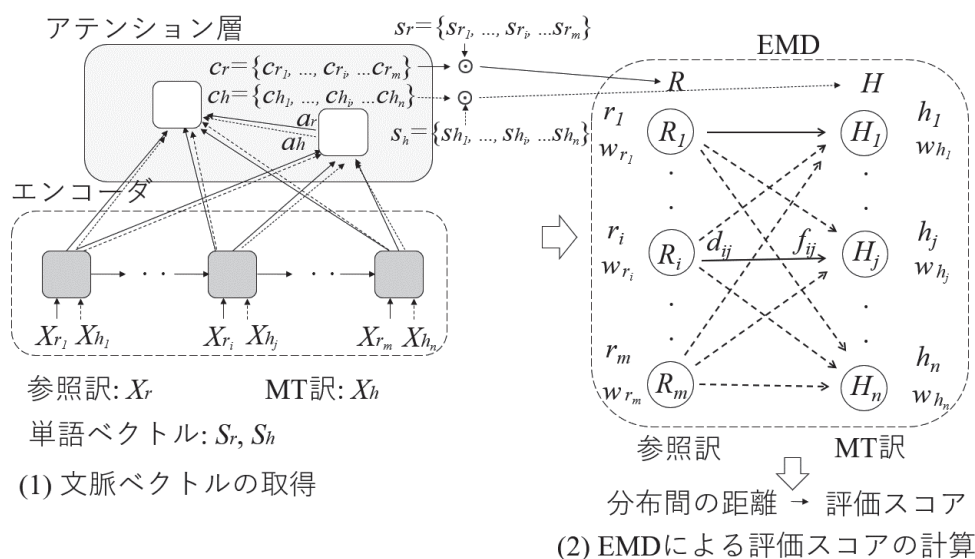 アテンション層
sr={sr1, ..., sri, ...srm}
cr={cr1, ..., cri, ...crm}
ch={ch1, ..., chi, ...chn}
ar
ah
sh={sh1, ..., shi, ...shn}
エンコーダ
Xr1 Xh1 Xri Xhj Xrm Xhn
参照訳: Xr MT訳: Xh
単語ベクトル: Sr, Sh
(1) 文脈ベクトルの取得
EMD
R H
r1 R1 H1 h1
wr1 wh1
ri Ri dij fij Hj hj
wri whj
rm Rm Hn hn
wrm whn
参照訳 MT訳
分布間の距離 → 評価スコア
(2) EMDによる評価スコアの計算